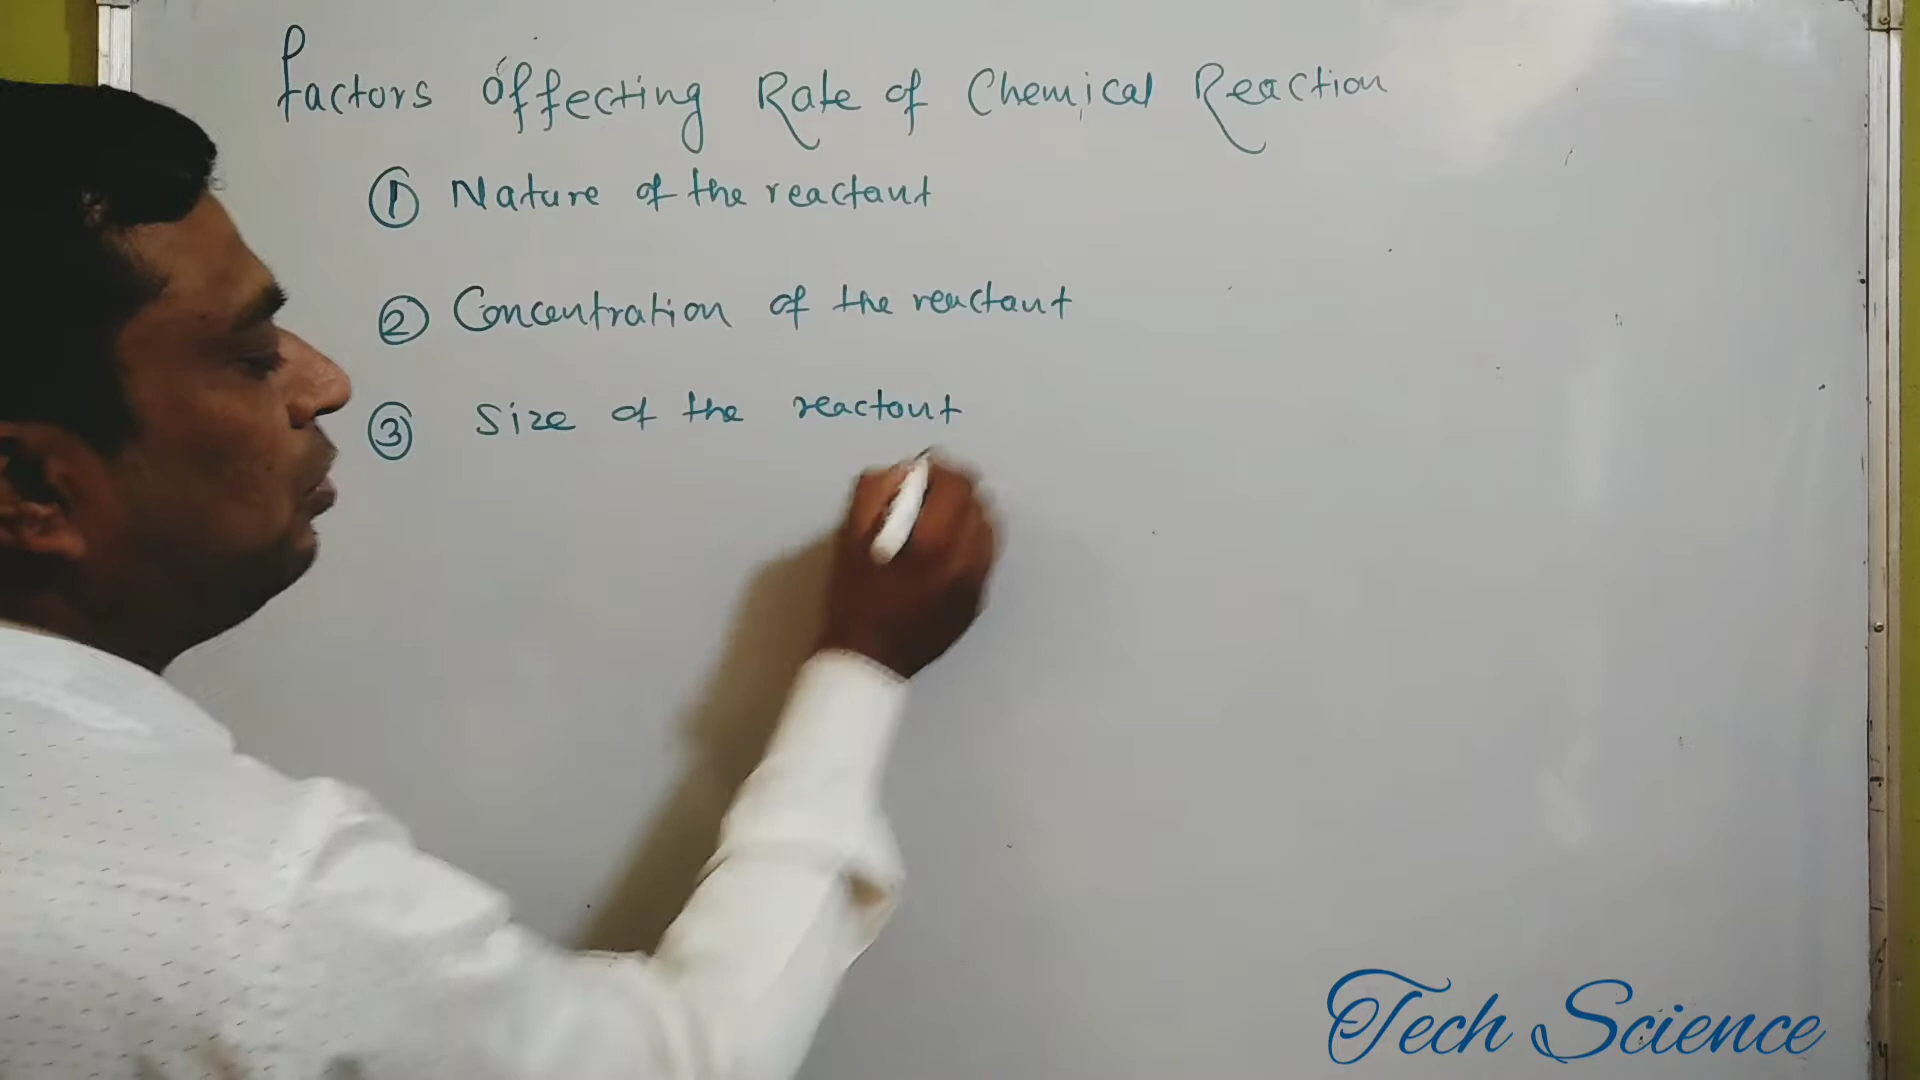 Factors Offecting Rate of Chemical Reaction
① Nature of the reactant
② Concentration of the reactant
③ Size of the reactant
Tech Science